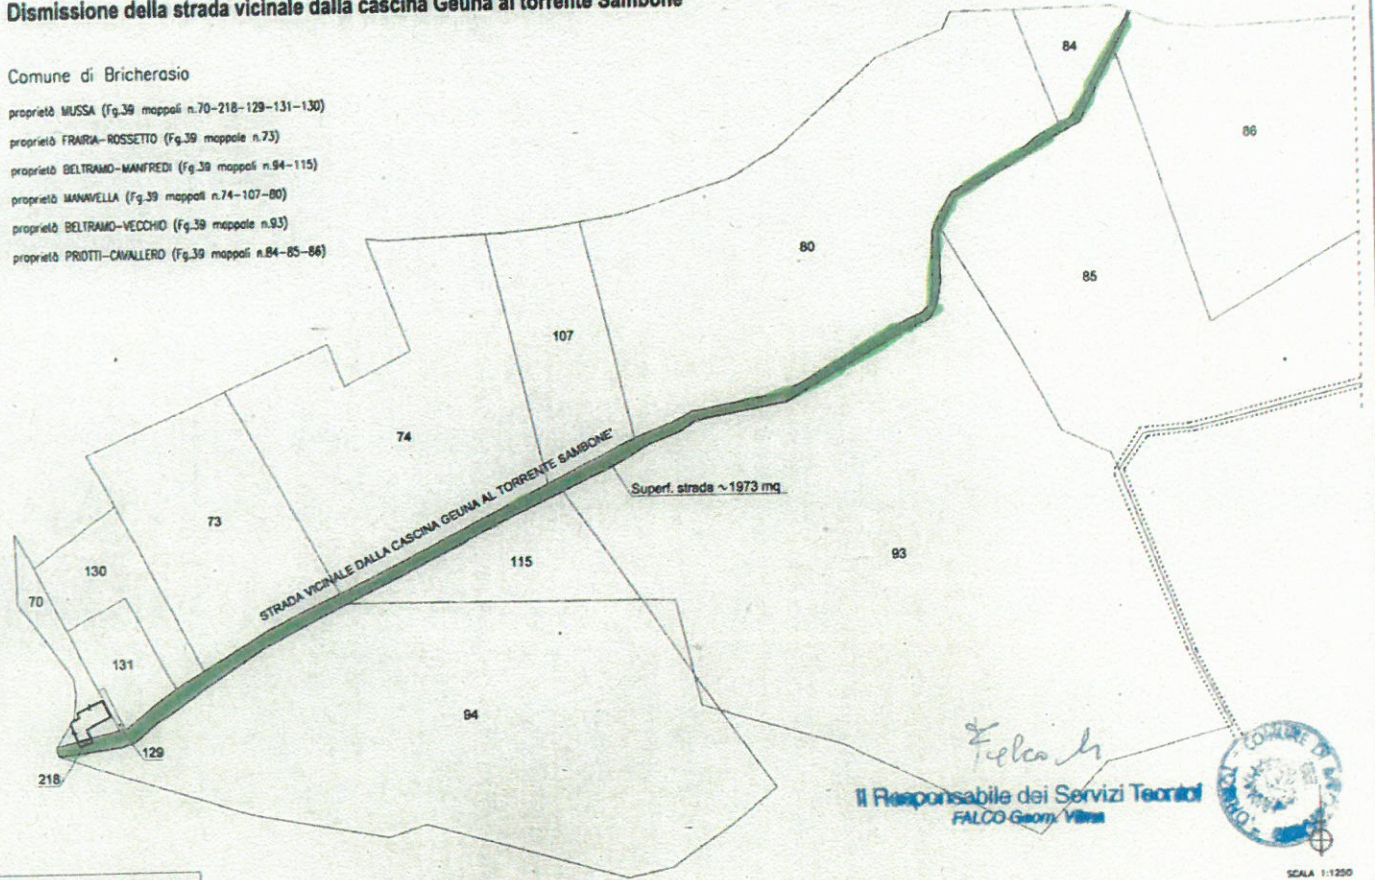 Dismissione della strada vicinale dalla cascina Geuna al torrente Sambone
Comune di Bricherasio
proprietà MUSSA (Fg.39 mappali n.70-218-129-131-130)
proprietà FRAIRIA-ROSSETTO (Fg.39 mappale n.73)
proprietà BELTRAMO-MANFREDI (Fg.39 mappali n.94-115)
proprietà MANAVELLA (Fg.39 mappali n.74-107-80)
proprietà BELTRAMO-VECCHIO (Fg.39 mappale n.93)
proprietà PRIOTTI-CAVALLERO (Fg.39 mappali n.84-85-86)
84
86
80
85
107
74
STRADA VICINALE DALLA CASCINA GEUNA AL TORRENTE SAMBONE'
Superf. strada ~1973 mq
73
93
115
130
70
131
94
129
218
Il Responsabile dei Servizi Tecnici
FALCO Geom.
COMUNE DI
SCALA 1:1250